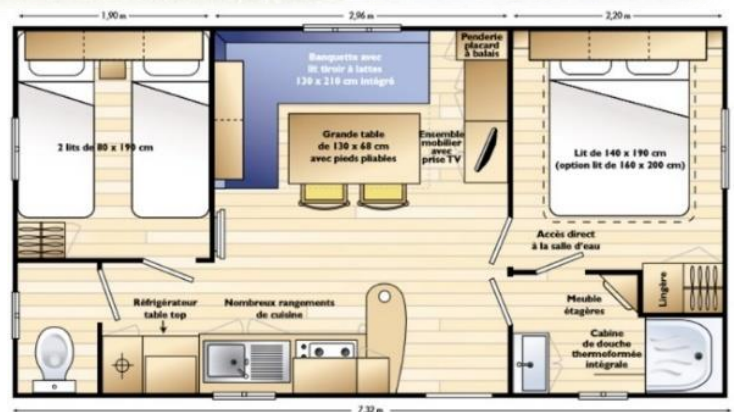 1,90 m
2,96 m
2,20 m
Banquette avec
lit tiroir à lattes
130 x 210 cm intégré
Penderie
placard
à balais
2 lits de 80 x 190 cm
Grande table
de 130 x 68 cm
avec pieds pliables
Ensemble
mobilier
avec
prise TV
Lit de 140 x 190 cm
(option lit de 160 x 200 cm)
Accès direct
à la salle d'eau
Réfrigérateur
table top
Nombreux rangements
de cuisine
Meuble
étagères
Lingère
Cabine
de douche
thermoformée
intégrale
7,32 m